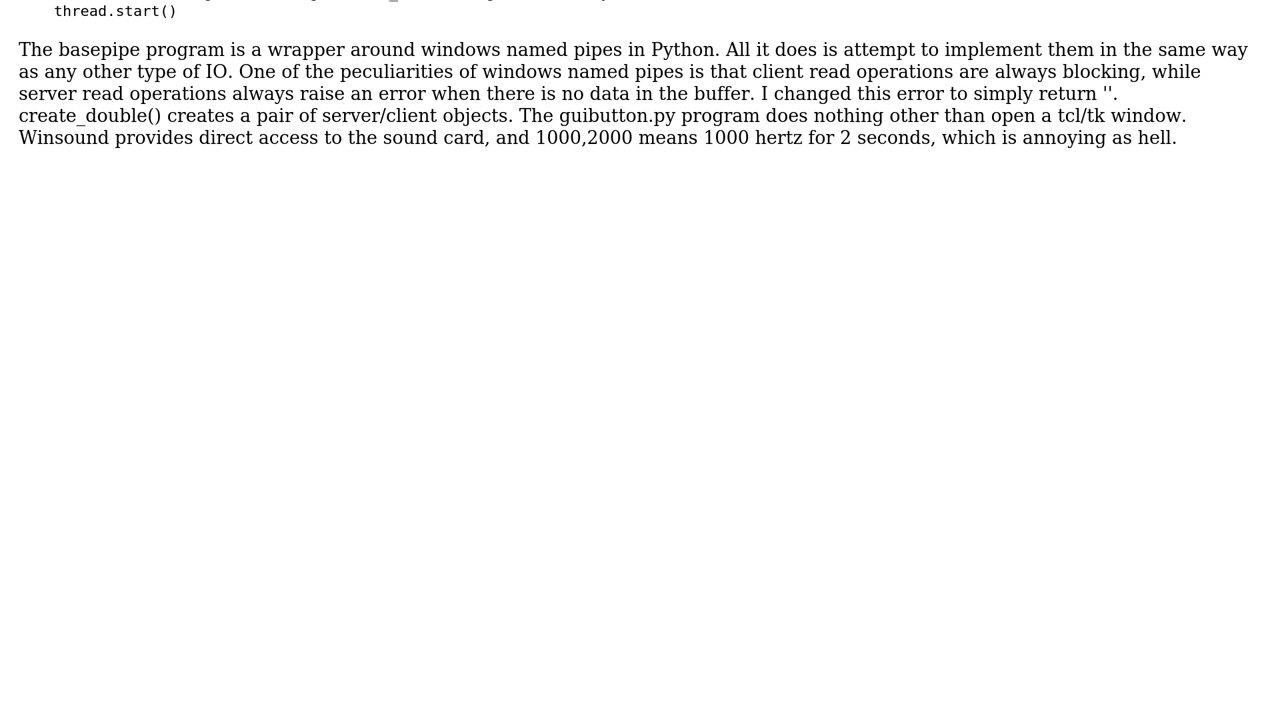 thread.start()
The basepipe program is a wrapper around windows named pipes in Python. All it does is attempt to implement them in the same way
as any other type of IO. One of the peculiarities of windows named pipes is that client read operations are always blocking, while
server read operations always raise an error when there is no data in the buffer. I changed this error to simply return ''.
create_double() creates a pair of server/client objects. The guibutton.py program does nothing other than open a tcl/tk window.
Winsound provides direct access to the sound card, and 1000,2000 means 1000 hertz for 2 seconds, which is annoying as hell.